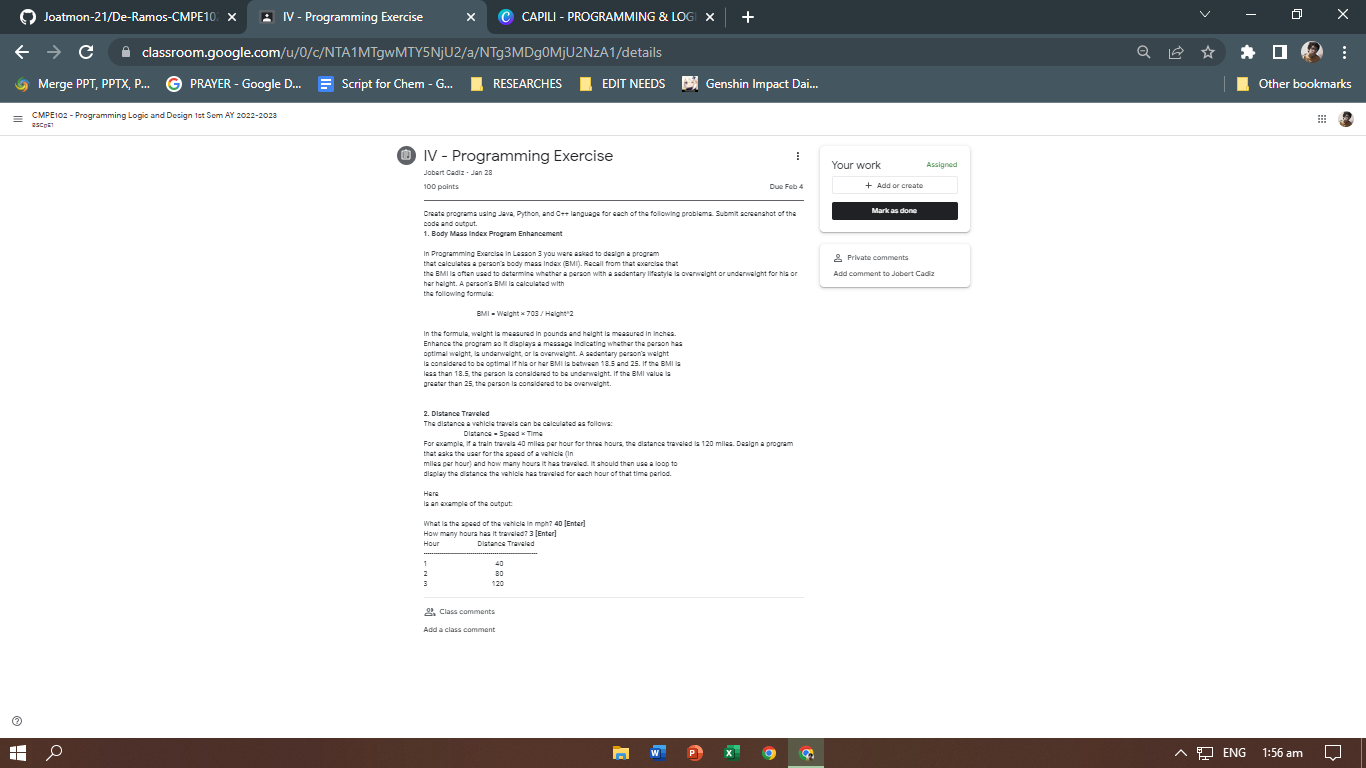 Joatmon-21/De-Ramos-CMPE10
IV - Programming Exercise
CAPILI - PROGRAMMING & LOG
classroom.google.com/u/0/c/NTA1MTgwMTY5NjU2/a/NTg3MDg0MjU2NzA1/details
Merge PPT, PPTX, P...
PRAYER - Google D...
Script for Chem - G...
RESEARCHES
EDIT NEEDS
Genshin Impact Dai...
Other bookmarks
CMPE102 - Programming Logic and Design 1st Sem AY 2022-2023
BSCpE1
IV - Programming Exercise
Jobert Cadiz - Jan 28
100 points
Due Feb 4
Create programs using Java, Python, and C++ language for each of the following problems. Submit screenshot of the
code and output.
1. Body Mass Index Program Enhancement
In Programming Exercise in Lesson 3 you were asked to design a program
that calculates a person's body mass index (BMI). Recall from that exercise that
the BMI is often used to determine whether a person with a sedentary lifestyle is overweight or underweight for his or
her height. A person's BMI is calculated with
the following formula:
BMI = Weight × 703 / Height^2
In the formula, weight is measured in pounds and height is measured in inches.
Enhance the program so it displays a message indicating whether the person has
optimal weight, is underweight, or is overweight. A sedentary person's weight
is considered to be optimal if his or her BMI is between 18.5 and 25. If the BMI is
less than 18.5, the person is considered to be underweight. If the BMI value is
greater than 25, the person is considered to be overweight.
2. Distance Traveled
The distance a vehicle travels can be calculated as follows:
Distance = Speed × Time
For example, if a train travels 40 miles per hour for three hours, the distance traveled is 120 miles. Design a program
that asks the user for the speed of a vehicle (in
miles per hour) and how many hours it has traveled. It should then use a loop to
display the distance the vehicle has traveled for each hour of that time period.
Here
is an example of the output:
What is the speed of the vehicle in mph? 40 [Enter]
How many hours has it traveled? 3 [Enter]
Hour Distance Traveled
1 40
2 80
3 120
Class comments
Add a class comment
Your work
Assigned
+ Add or create
Mark as done
Private comments
Add comment to Jobert Cadiz
ENG
1:56 am